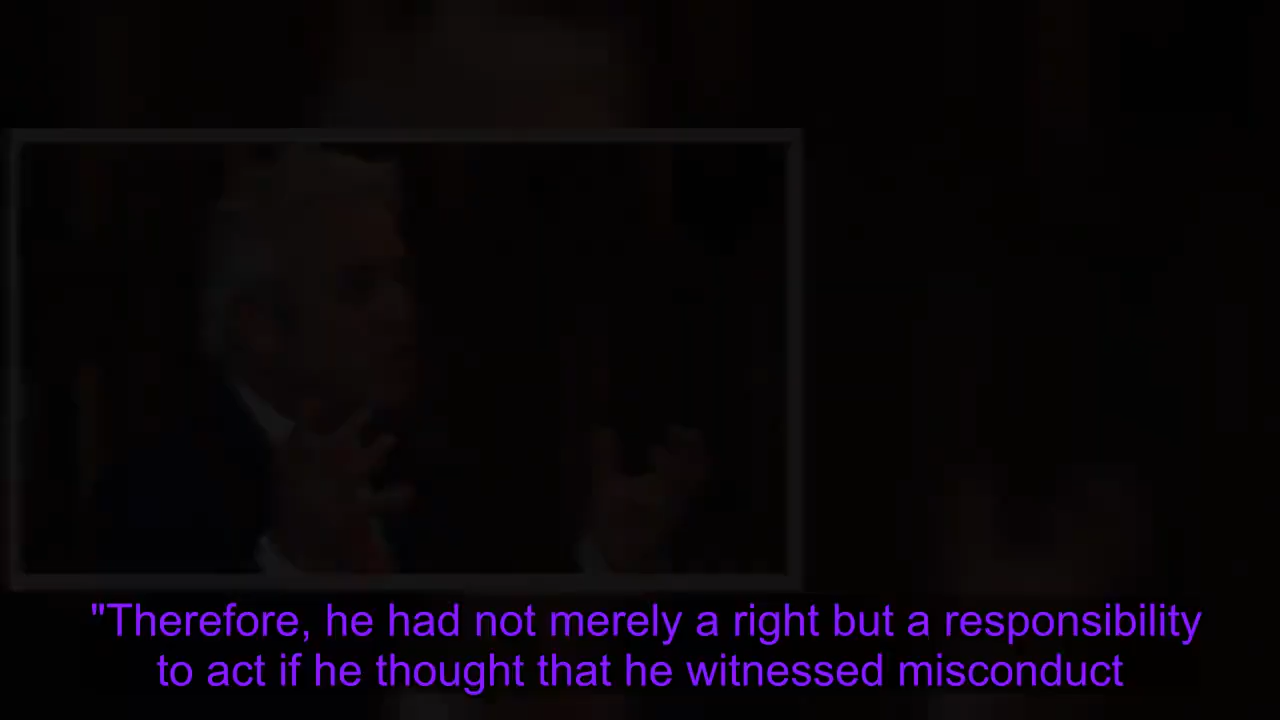 "Therefore, he had not merely a right but a responsibility
to act if he thought that he witnessed misconduct